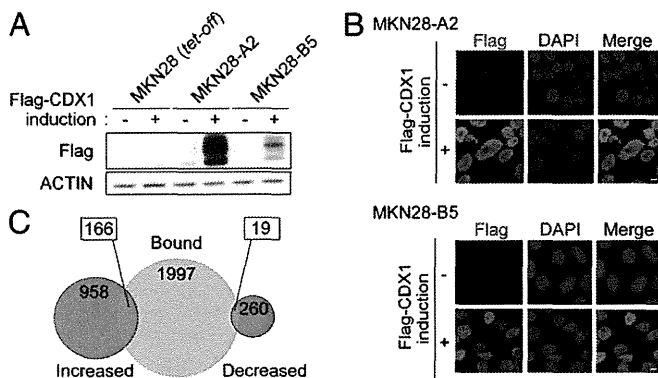 A
MKN28 (tet-off)
MKN28-A2
MKN28-B5
Flag-CDX1
induction :
- + - + - +
Flag
ACTIN
B
MKN28-A2
Flag DAPI Merge
Flag-CDX1
induction
-
+
MKN28-B5
Flag DAPI Merge
Flag-CDX1
induction
-
+
C
166
19
Bound
1997
958
260
Increased
Decreased